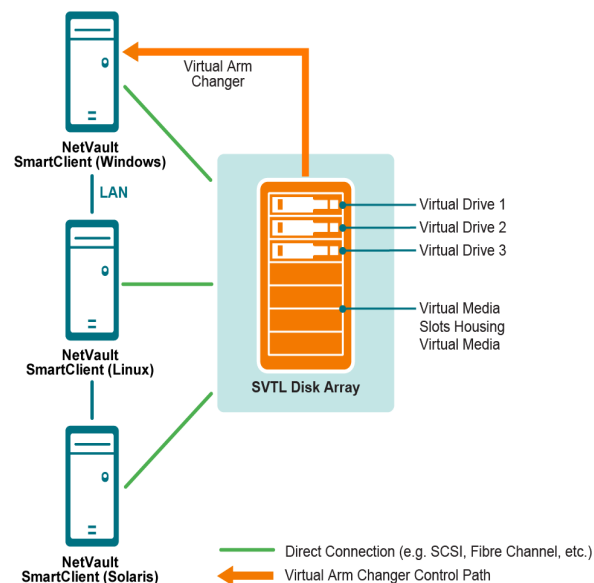 Virtual Arm
Changer
NetVault
SmartClient (Windows)
LAN
Virtual Drive 1
Virtual Drive 2
Virtual Drive 3
Virtual Media
Slots Housing
Virtual Media
NetVault
SmartClient (Linux)
SVTL Disk Array
NetVault
SmartClient (Solaris)
Direct Connection (e.g. SCSI, Fibre Channel, etc.)
Virtual Arm Changer Control Path